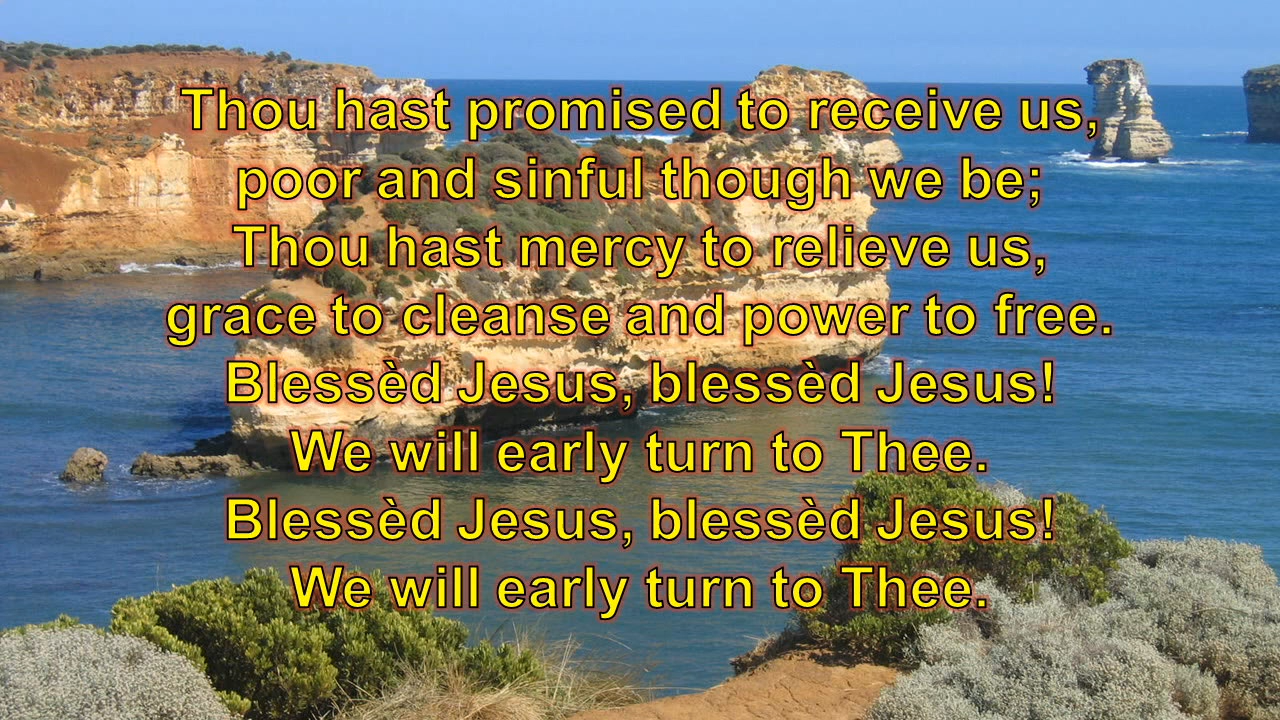 Thou hast promised to receive us,
poor and sinful though we be;
Thou hast mercy to relieve us,
grace to cleanse and power to free.
Blessèd Jesus, blessèd Jesus!
We will early turn to Thee.
Blessèd Jesus, blessèd Jesus!
We will early turn to Thee.